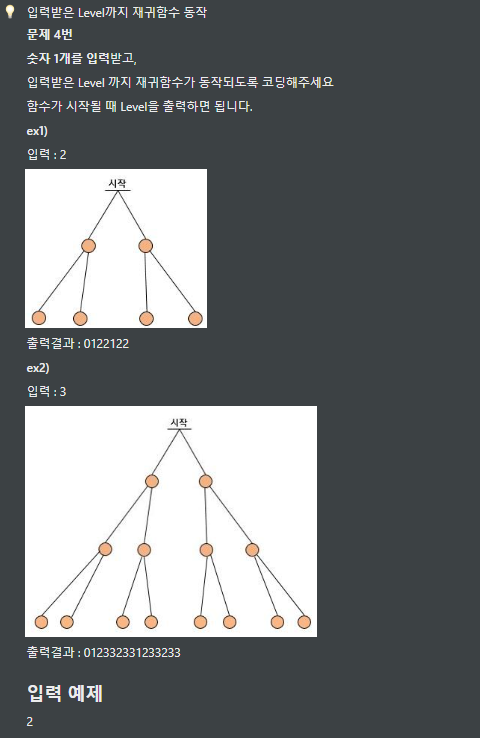 입력받은 Level까지 재귀함수 동작
문제 4번
숫자 1개를 입력받고,
입력받은 Level 까지 재귀함수가 동작되도록 코딩해주세요
함수가 시작될 때 Level을 출력하면 됩니다.
ex1)
입력 : 2
시작
출력결과 : 0122122
ex2)
입력 : 3
시작
출력결과 : 012332331233233
입력 예제
2